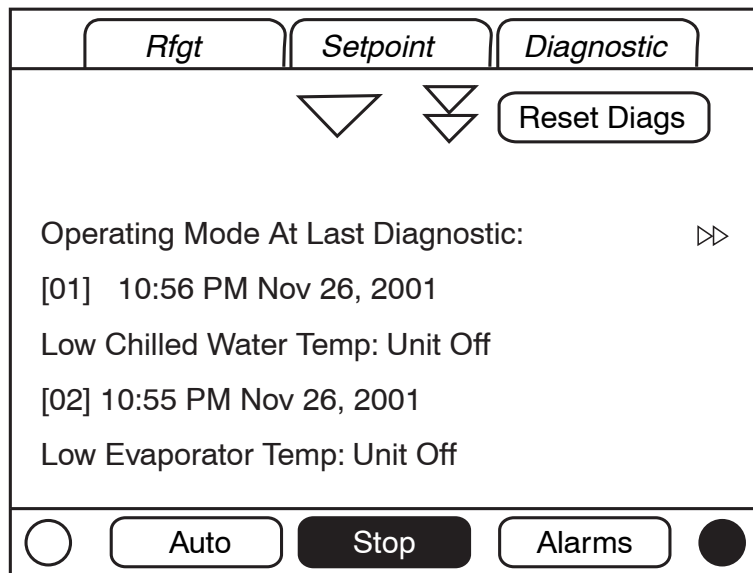 Rfgt Setpoint Diagnostic
Reset Diags
Operating Mode At Last Diagnostic:
[01] 10:56 PM Nov 26, 2001
Low Chilled Water Temp: Unit Off
[02] 10:55 PM Nov 26, 2001
Low Evaporator Temp: Unit Off
Auto Stop Alarms